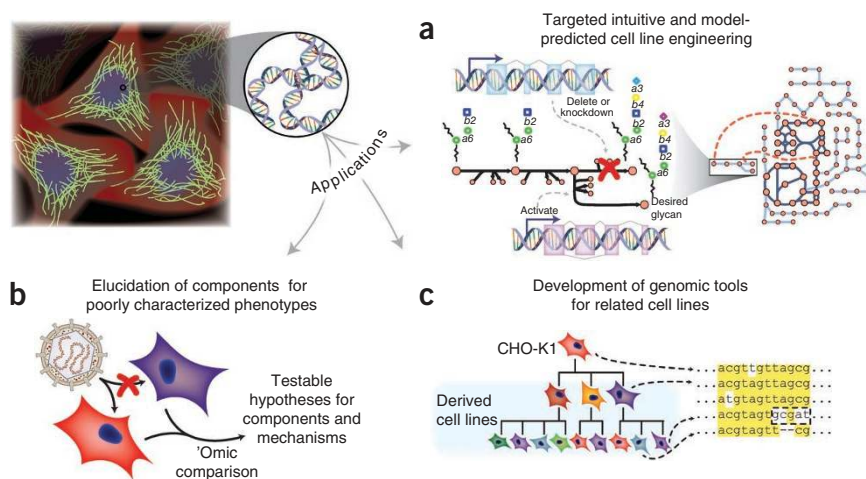 Applications
a
Targeted intuitive and model-
predicted cell line engineering
Delete or
knockdown
b2
a6
b2
a6
a3
b4
b2
a6
a3
b4
b2
a6
Activate
Desired
glycan
b
Elucidation of components for
poorly characterized phenotypes
'Omic
comparison
Testable
hypotheses for
components and
mechanisms
c
Development of genomic tools
for related cell lines
CHO-K1
Derived
cell lines
...acgttgttagcg...
...acgtagttagcg...
...atgtagttagcg...
...acgtagttgcgat...
...acgtagtt--cg...